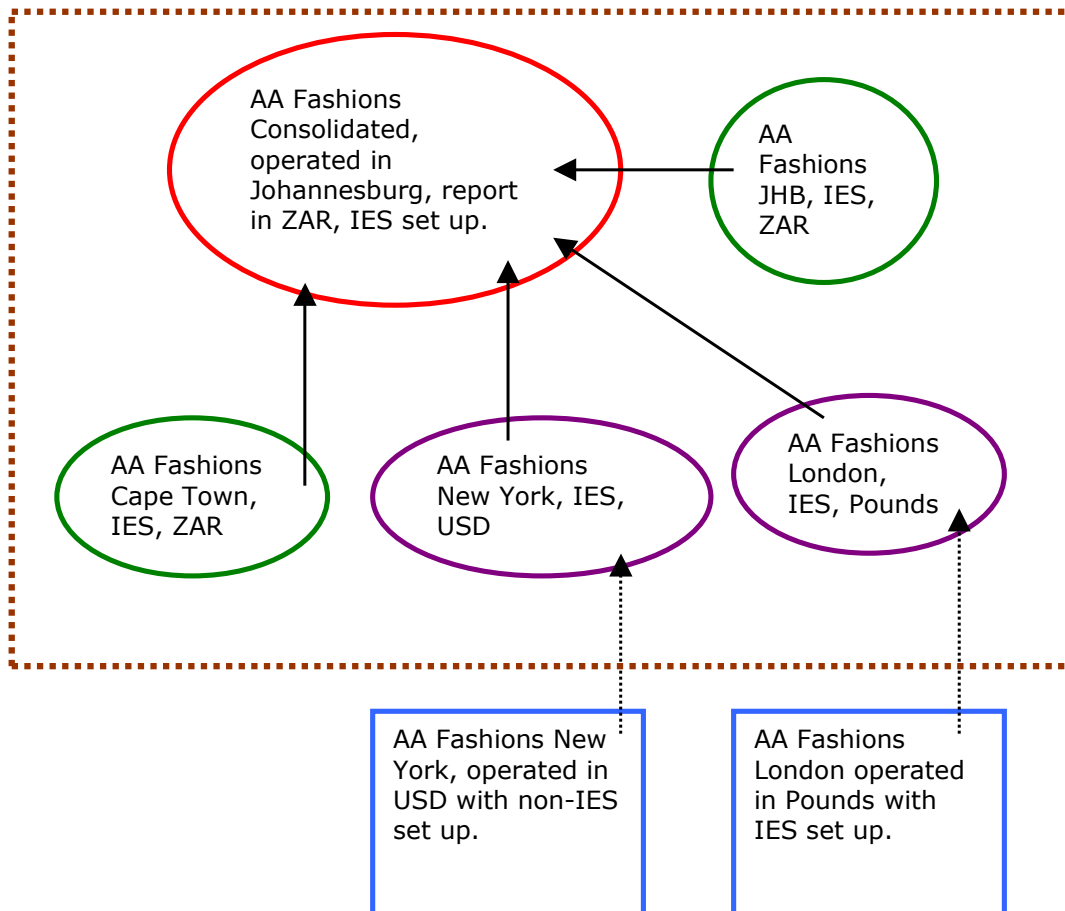 AA Fashions
Consolidated,
operated in
Johannesburg, report
in ZAR, IES set up.
AA
Fashions
JHB, IES,
ZAR
AA Fashions
Cape Town,
IES, ZAR
AA Fashions
New York, IES,
USD
AA Fashions
London,
IES, Pounds
AA Fashions New
York, operated in
USD with non-IES
set up.
AA Fashions
London operated
in Pounds with
IES set up.